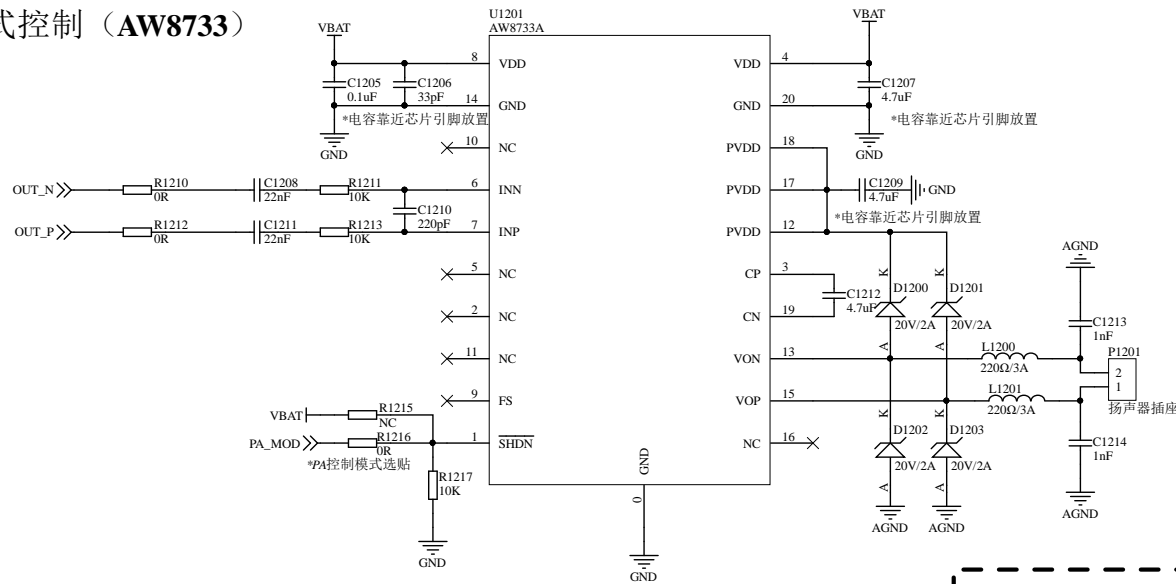 式控制（AW8733）
U1201
AW8733A
VBAT
C1205
0.1uF
C1206
33pF
*电容靠近芯片引脚放置
GND
8
VDD
14
GND
10
NC
OUT_N
R1210
0R
C1208
22nF
R1211
10K
6
INN
C1210
220pF
OUT_P
R1212
0R
C1211
22nF
R1213
10K
7
INP
5
NC
2
NC
11
NC
9
FS
VBAT
R1215
NC
PA_MOD
R1216
0R
*PA控制模式选贴
1
SHDN
R1217
10K
GND
GND
0
GND
VBAT
VDD
4
C1207
4.7uF
GND
20
*电容靠近芯片引脚放置
GND
PVDD
18
PVDD
17
C1209
4.7uF
GND
*电容靠近芯片引脚放置
PVDD
12
CP
3
C1212
4.7uF
CN
19
K
D1200
20V/2A
A
K
D1201
20V/2A
A
AGND
C1213
1nF
VON
13
L1200
220Ω/3A
P1201
2
1
扬声器插座
VOP
15
L1201
220Ω/3A
NC
16
K
D1202
20V/2A
A
AGND
K
D1203
20V/2A
A
AGND
C1214
1nF
AGND